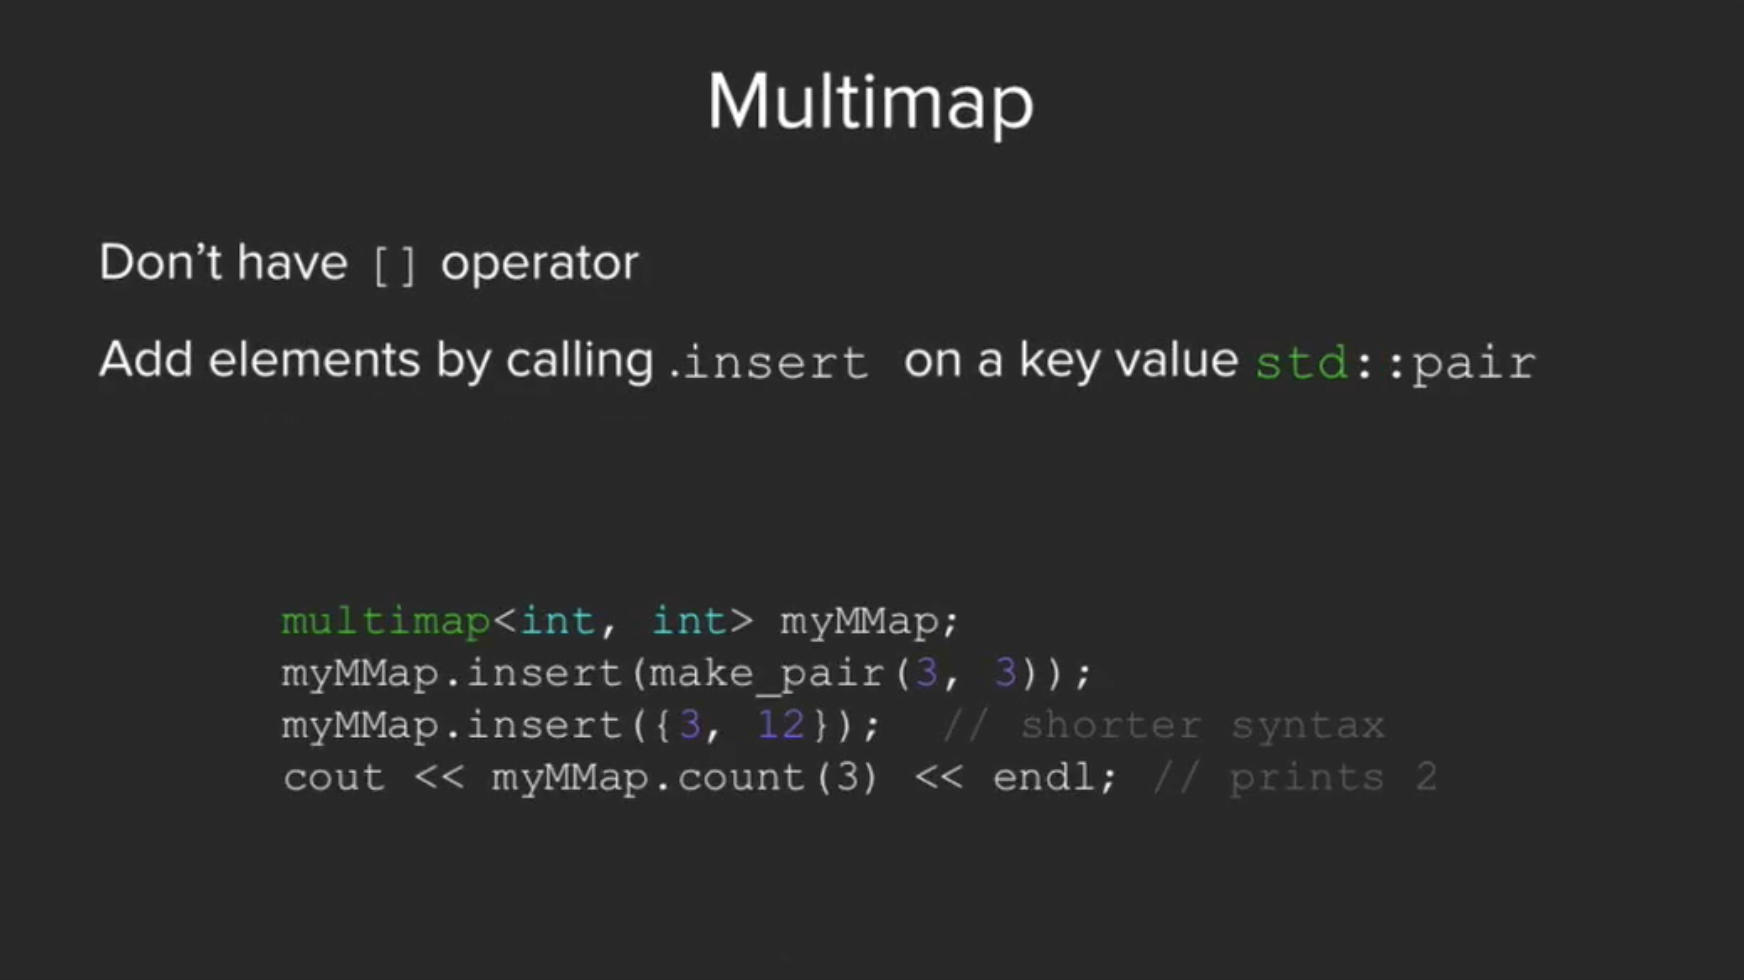 Multimap
Don't have [] operator
Add elements by calling .insert on a key value std::pair
multimap<int, int> myMMap;
myMMap.insert(make_pair(3, 3));
myMMap.insert({3, 12}); // shorter syntax
cout << myMMap.count(3) << endl; // prints 2